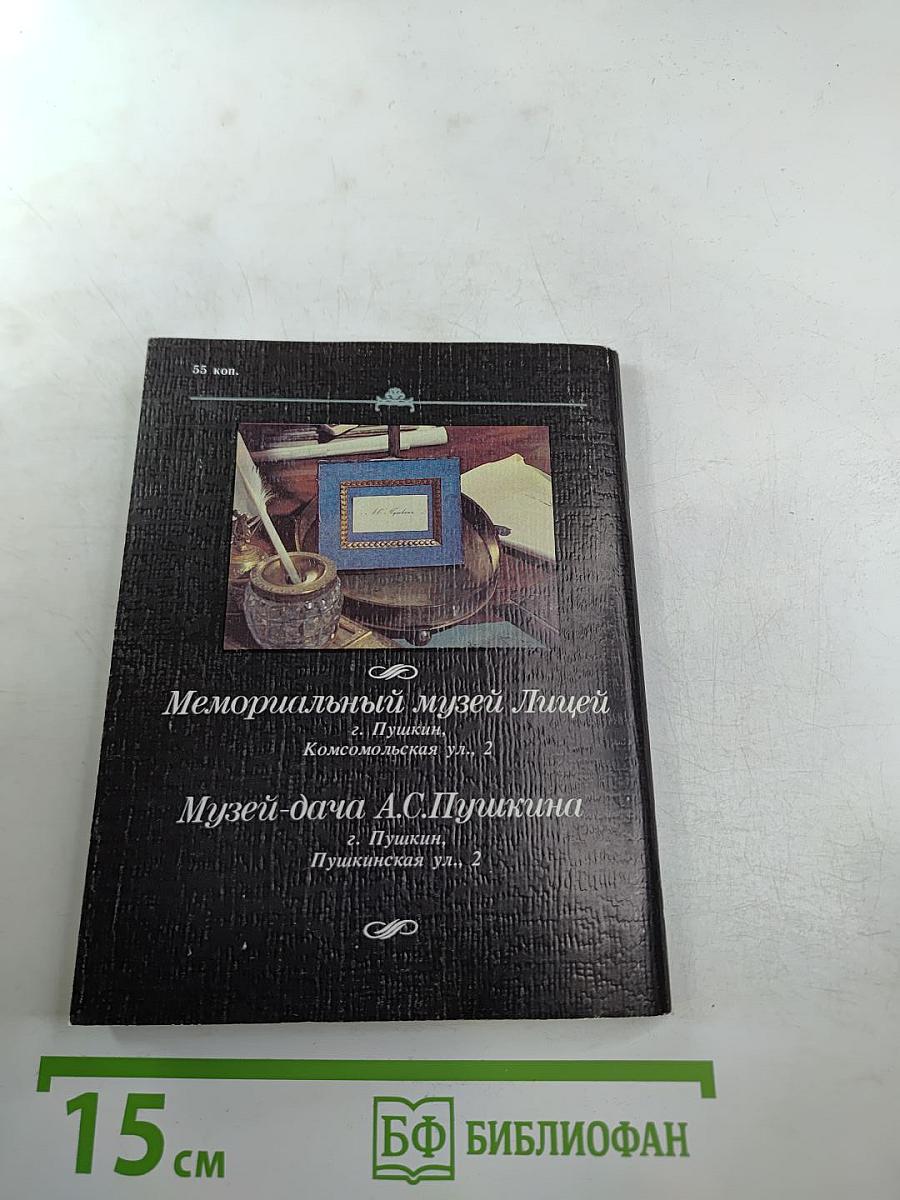 55 коп.
А.С. Пушкинъ
Мемориальный музей Лицей
г. Пушкин,
Комсомольская ул., 2
Музей-дача А.С.Пушкина
г. Пушкин,
Пушкинская ул., 2
15 см
БФ БИБЛИОФАН